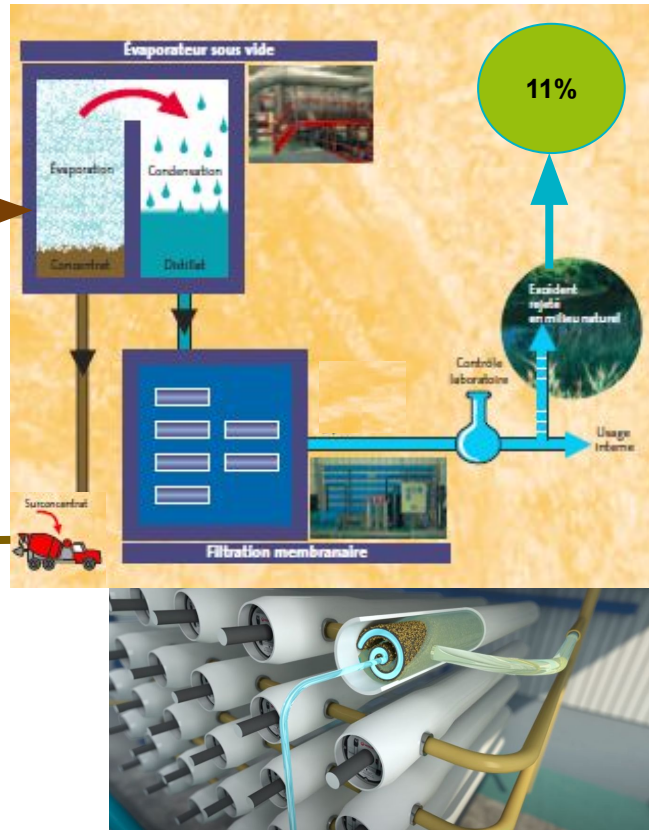 Évaporateur sous vide
11%
Évaporation
Condensation
Concentrat
Distillat
Excédent
rejeté
en milieu naturel
Contrôle
laboratoire
Usage
interne
Surconcentrat
Filtration membranaire